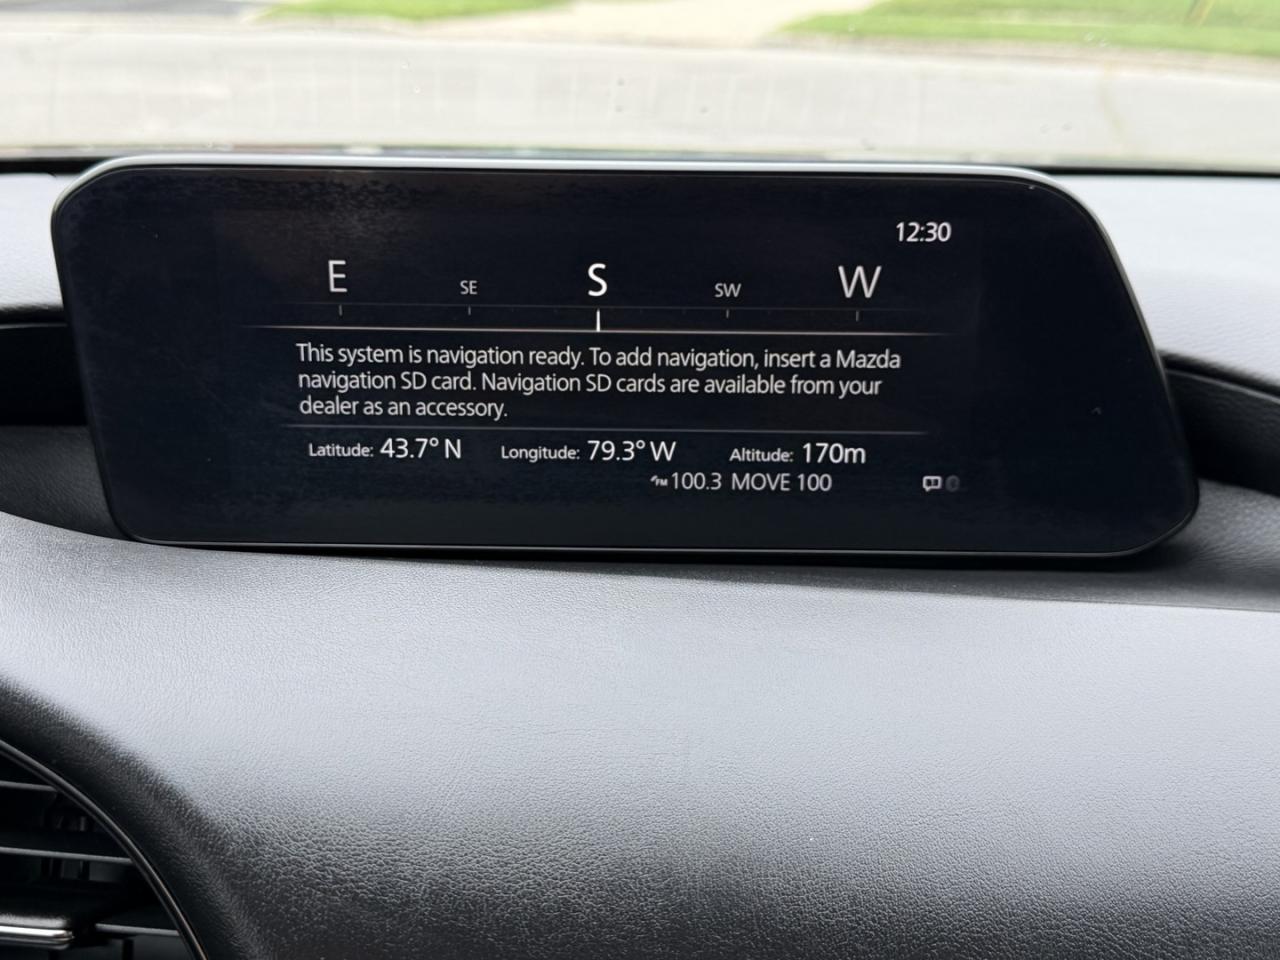 12:30
E SE S SW W
This system is navigation ready. To add navigation, insert a Mazda
navigation SD card. Navigation SD cards are available from your
dealer as an accessory.
Latitude: 43.7° N Longitude: 79.3° W Altitude: 170m
FM 100.3 MOVE 100 0